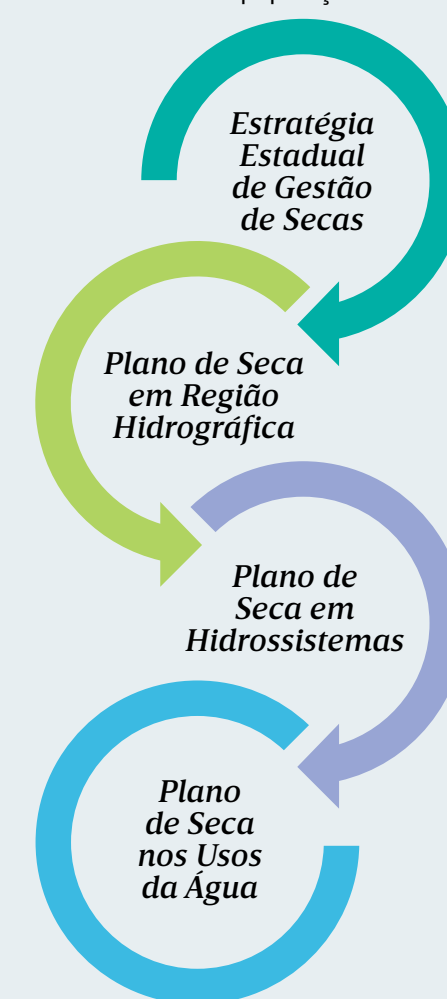 Estratégia
Estadual
de Gestão
de Secas
Plano de Seca
em Região
Hidrográfica
Plano de
Seca em
Hidrossistemas
Plano
de Seca
nos Usos
da Água